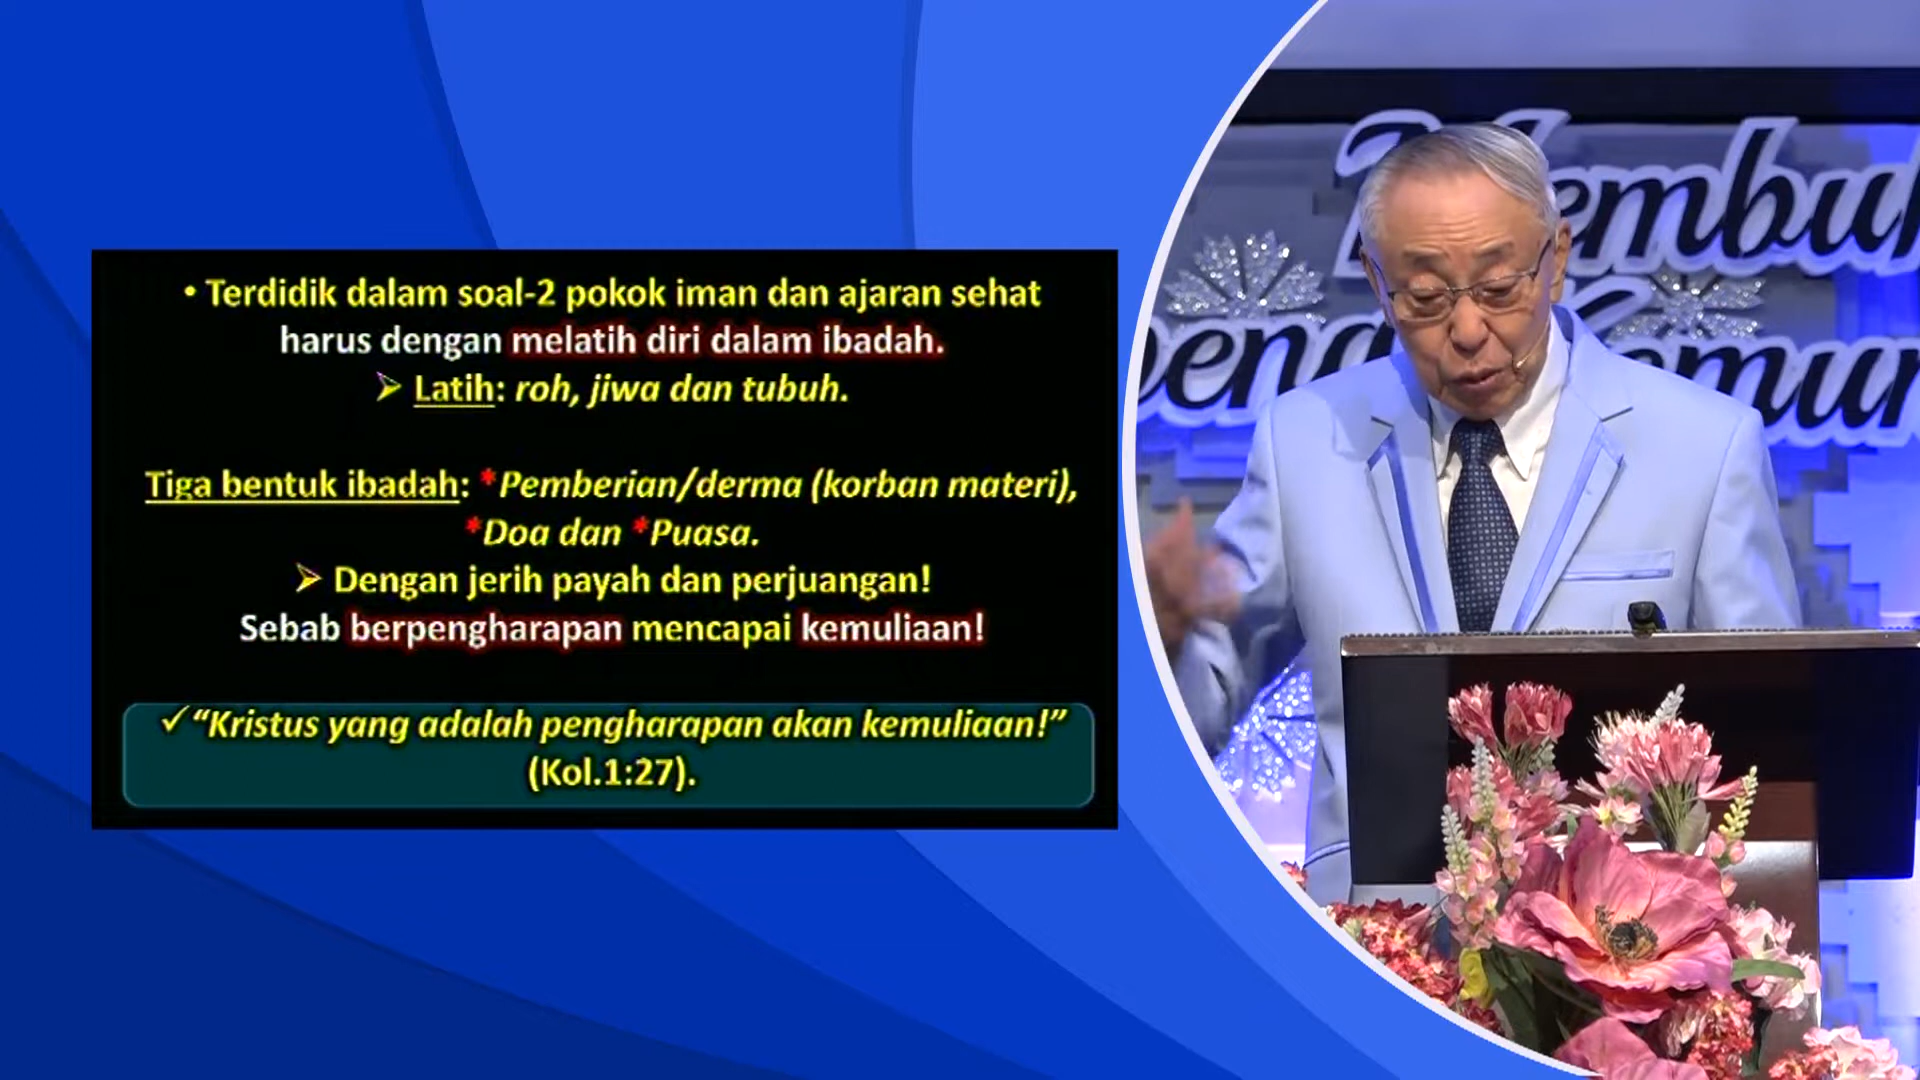 • Terdidik dalam soal-2 pokok iman dan ajaran sehat
harus dengan melatih diri dalam ibadah.
➢ Latih: roh, jiwa dan tubuh.
Tiga bentuk ibadah: *Pemberian/derma (korban materi),
*Doa dan *Puasa.
➢ Dengan jerih payah dan perjuangan!
Sebab berpengharapan mencapai kemuliaan!
✓“Kristus yang adalah pengharapan akan kemuliaan!”
(Kol.1:27).